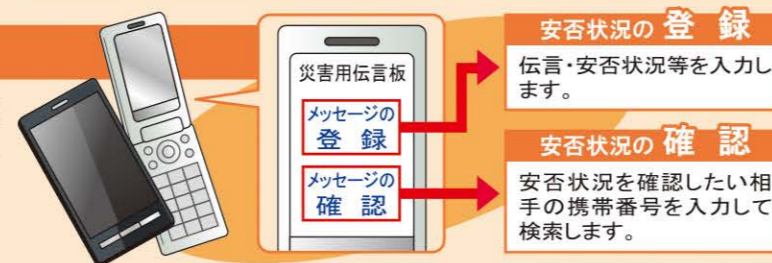 災害用伝言板
メッセージの
登録
メッセージの
確認
安否状況の 登録
伝言・安否状況等を入力し
ます。
安否状況の 確認
安否状況を確認したい相
手の携帯番号を入力して
検索します。